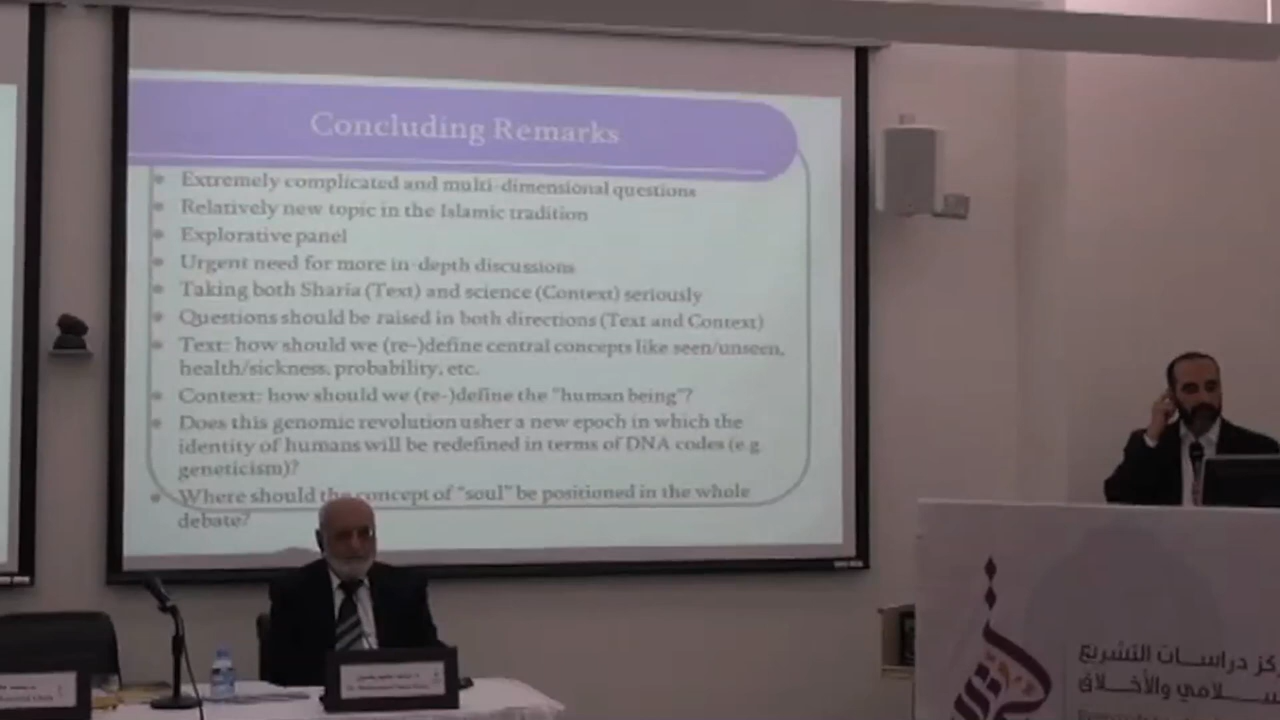 Concluding Remarks
Extremely complicated and multi-dimensional questions
Relatively new topic in the Islamic tradition
Explorative panel
Urgent need for more in-depth discussions
Taking both Sharia (Text) and science (Context) seriously
Questions should be raised in both directions (Text and Context)
Text: how should we (re-)define central concepts like seen/unseen,
health/sickness, probability, etc.
Context: how should we (re-)define the "human being"?
Does this genomic revolution usher a new epoch in which the
identity of humans will be redefined in terms of DNA codes (e.g.
geneticism)?
Where should the concept of "soul" be positioned in the whole
debate?
كز دراسات التشريع
سلامي والأخلاق